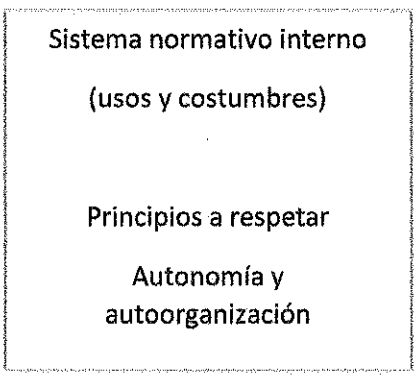 Sistema normativo interno
(usos y costumbres)
Principios a respetar
Autonomía y
autoorganización